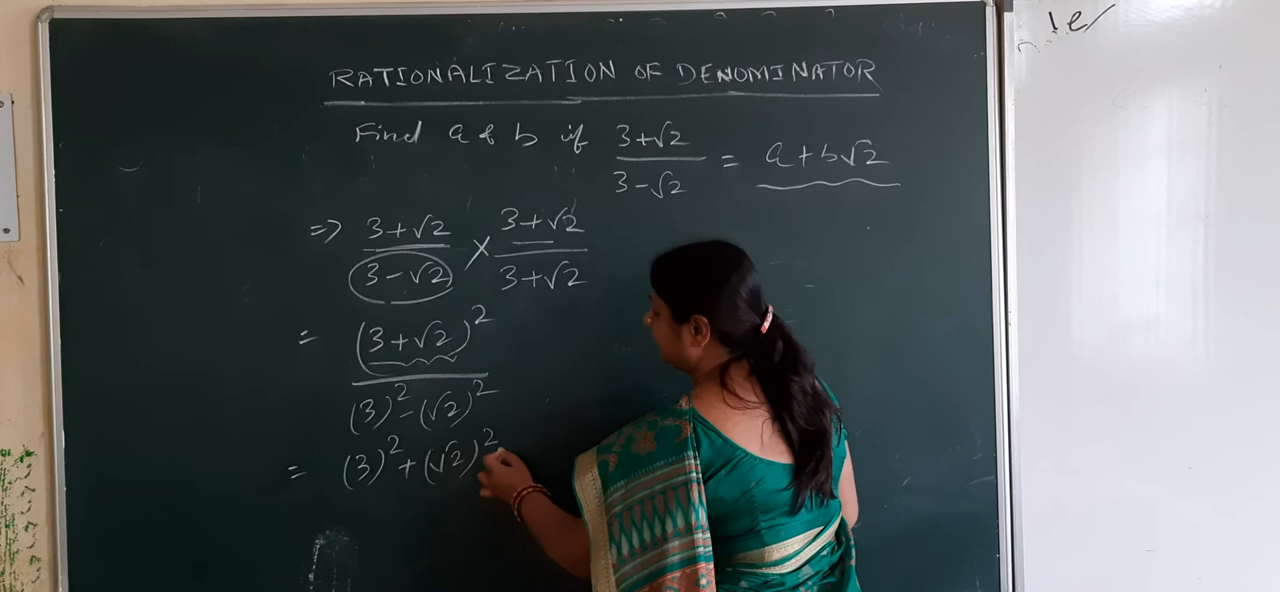 RATIONALIZATION OF DENOMINATOR
Find a & b if 3+√2 / 3-√2 = a+b√2
=> 3+√2 / 3-√2 × 3+√2 / 3+√2
= (3+√2)² / (3)²-(√2)²
= (3)²+(√2)²